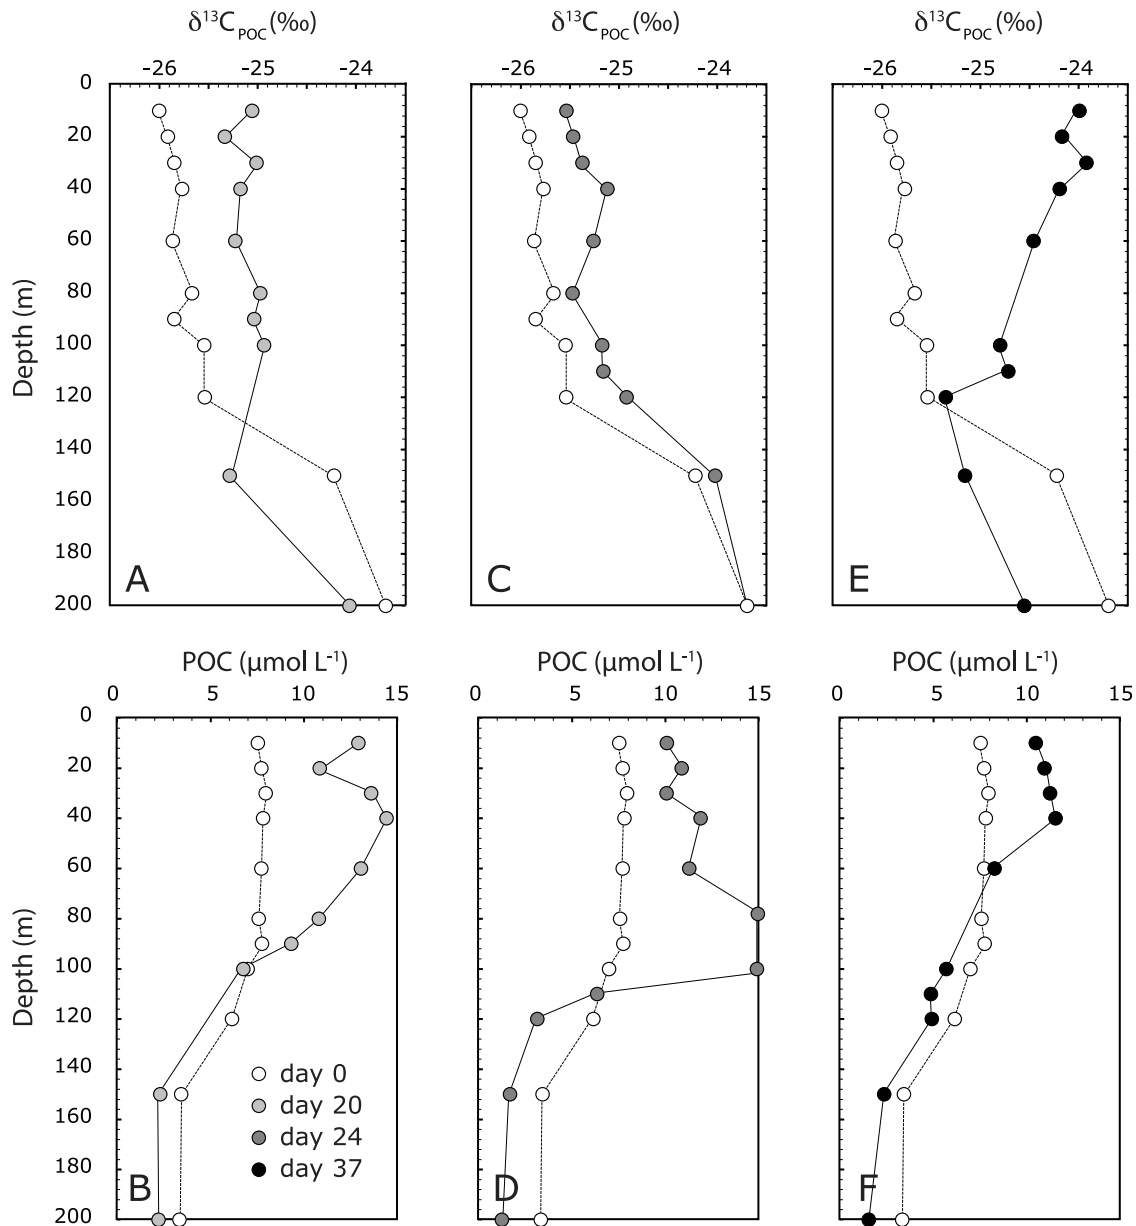 δ¹³C_POC (‰) δ¹³C_POC (‰) δ¹³C_POC (‰)
-26 -25 -24 -26 -25 -24 -26 -25 -24
0
20
40
60
80
100
120
140
160
180
200
Depth (m)
A C E
POC (µmol L⁻¹) POC (µmol L⁻¹) POC (µmol L⁻¹)
0 5 10 15 0 5 10 15 0 5 10 15
0
20
40
60
80
100
120
140
160
180
200
Depth (m)
day 0
day 20
day 24
day 37
B D F